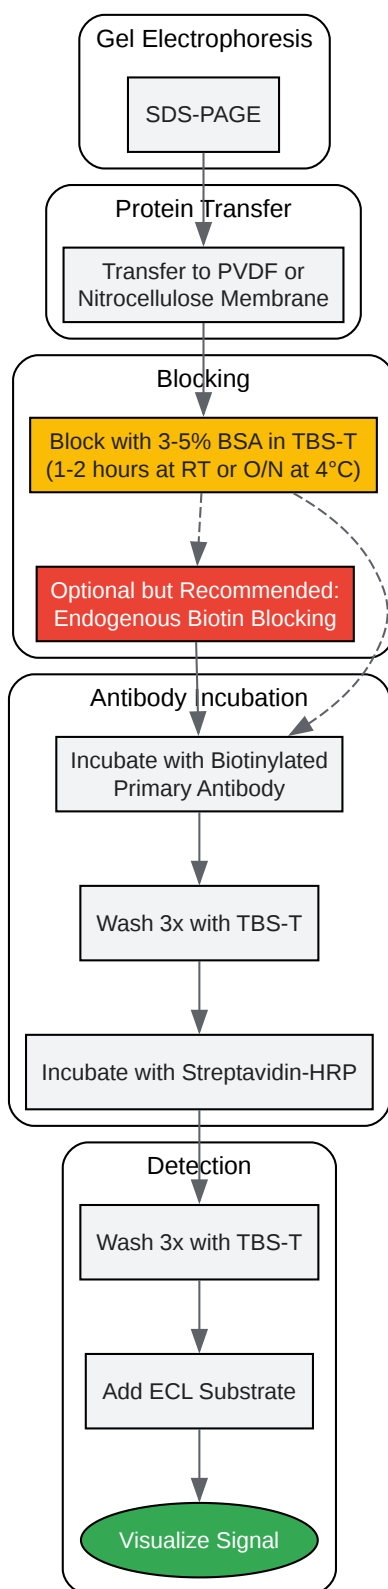 Gel Electrophoresis
SDS-PAGE
Protein Transfer
Transfer to PVDF or
Nitrocellulose Membrane
Blocking
Block with 3-5% BSA in TBS-T
(1-2 hours at RT or O/N at 4°C)
Optional but Recommended:
Endogenous Biotin Blocking
Antibody Incubation
Incubate with Biotinylated
Primary Antibody
Wash 3x with TBS-T
Incubate with Streptavidin-HRP
Detection
Wash 3x with TBS-T
Add ECL Substrate
Visualize Signal